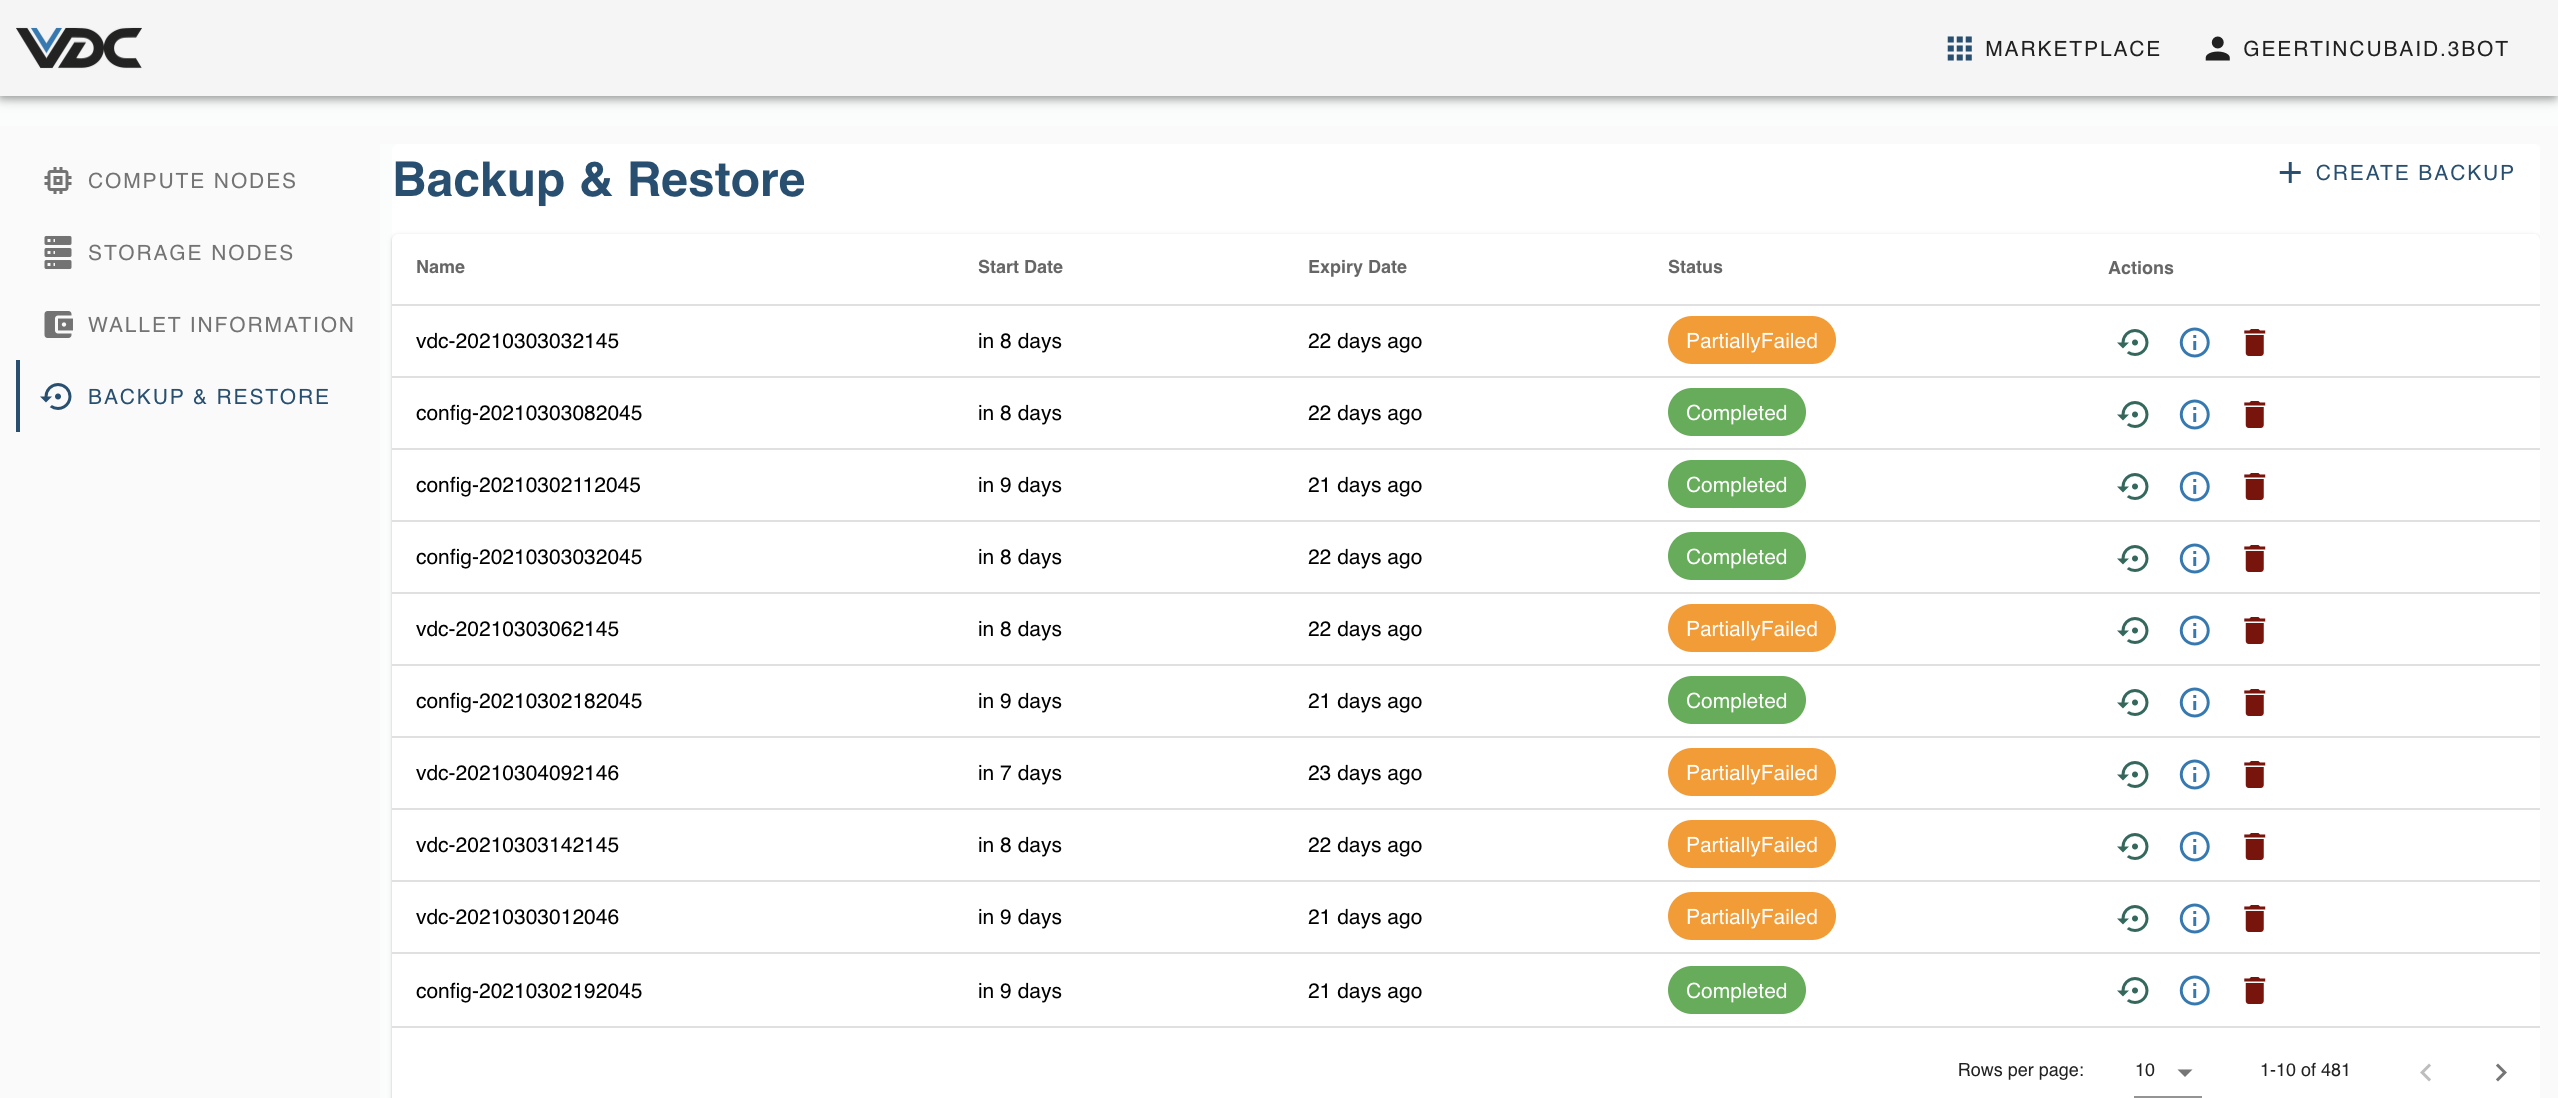 VDC
MARKETPLACE
GEERTINCUBAID.3BOT
COMPUTE NODES
STORAGE NODES
WALLET INFORMATION
BACKUP & RESTORE
Backup & Restore
CREATE BACKUP
Name Start Date Expiry Date Status Actions
vdc-20210303032145 in 8 days 22 days ago PartiallyFailed
config-20210303082045 in 8 days 22 days ago Completed
config-20210302112045 in 9 days 21 days ago Completed
config-20210303032045 in 8 days 22 days ago Completed
vdc-20210303062145 in 8 days 22 days ago PartiallyFailed
config-20210302182045 in 9 days 21 days ago Completed
vdc-20210304092146 in 7 days 23 days ago PartiallyFailed
vdc-20210303142145 in 8 days 22 days ago PartiallyFailed
vdc-20210303012046 in 9 days 21 days ago PartiallyFailed
config-20210302192045 in 9 days 21 days ago Completed
Rows per page: 10 1-10 of 481